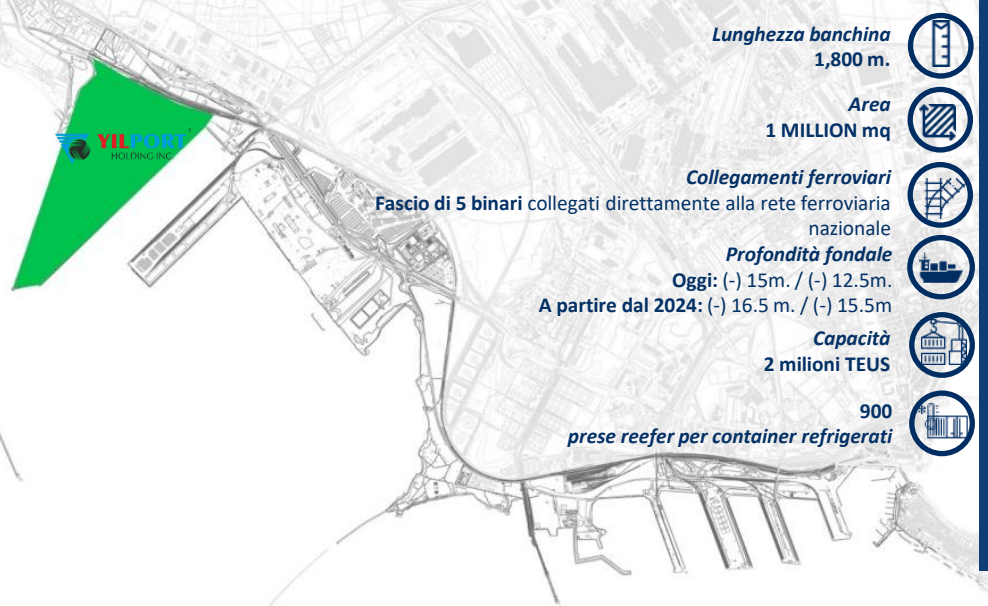 Lunghezza banchina
1,800 m.
Area
1 MILLION mq
YILPORT
HOLDING INC.
Collegamenti ferroviari
Fascio di 5 binari collegati direttamente alla rete ferroviaria
nazionale
Profondità fondale
Oggi: (-) 15m. / (-) 12.5m.
A partire dal 2024: (-) 16.5 m. / (-) 15.5m
Capacità
2 milioni TEUS
900
prese reefer per container refrigerati